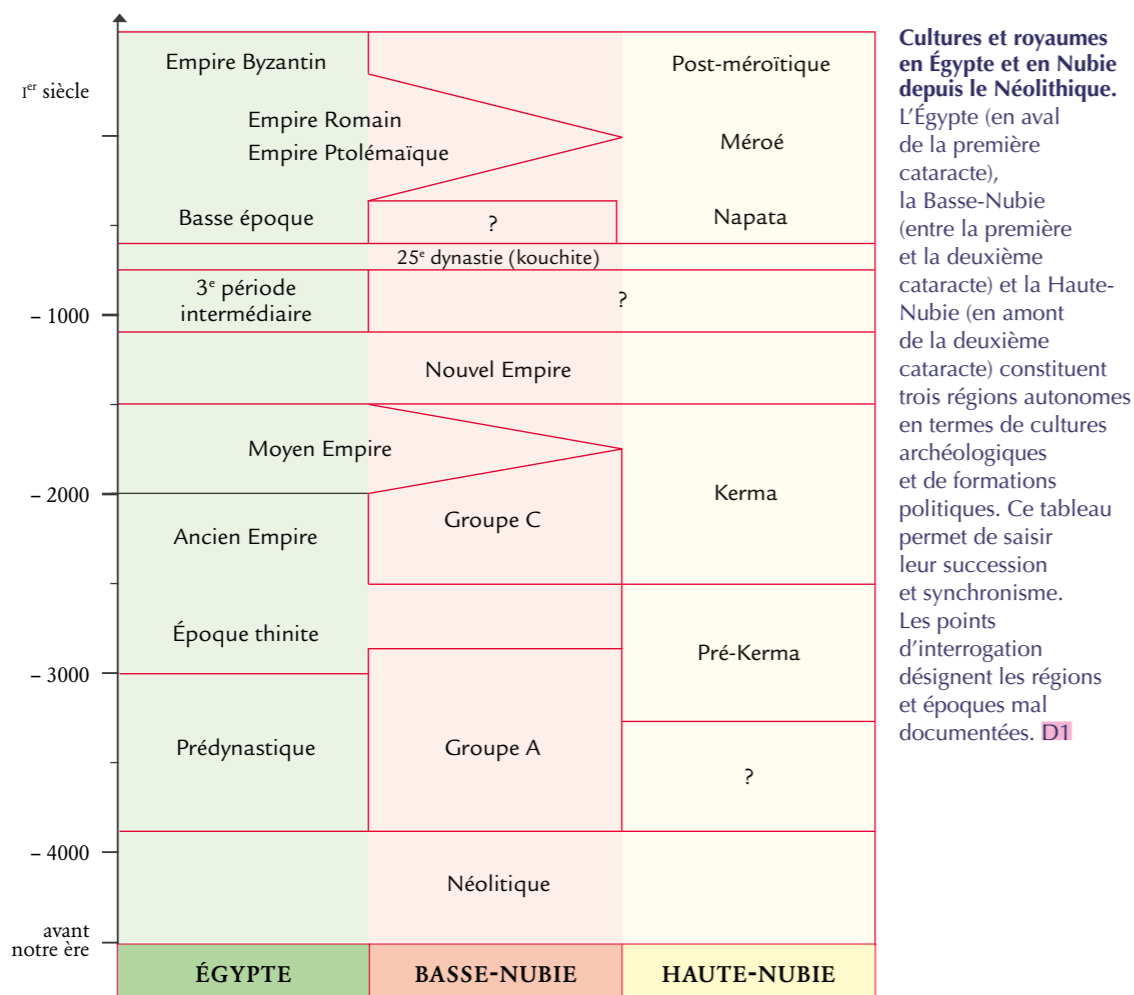 Empire Byzantin
Post-méroïtique
Iᵉʳ siècle
Empire Romain
Empire Ptolémaïque
Méroé
Basse époque
?
Napata
25ᵉ dynastie (kouchite)
3ᵉ période
intermédiaire
?
– 1000
Nouvel Empire
Moyen Empire
– 2000
Kerma
Groupe C
Ancien Empire
Époque thinite
Pré-Kerma
– 3000
Prédynastique
Groupe A
?
– 4000
Néolitique
avant
notre ère
ÉGYPTE
BASSE-NUBIE
HAUTE-NUBIE
Cultures et royaumes
en Égypte et en Nubie
depuis le Néolithique.
L’Égypte (en aval
de la première
cataracte),
la Basse-Nubie
(entre la première
et la deuxième
cataracte) et la Haute-
Nubie (en amont
de la deuxième
cataracte) constituent
trois régions autonomes
en termes de cultures
archéologiques
et de formations
politiques. Ce tableau
permet de saisir
leur succession
et synchronisme.
Les points
d’interrogation
désignent les régions
et époques mal
documentées. D1